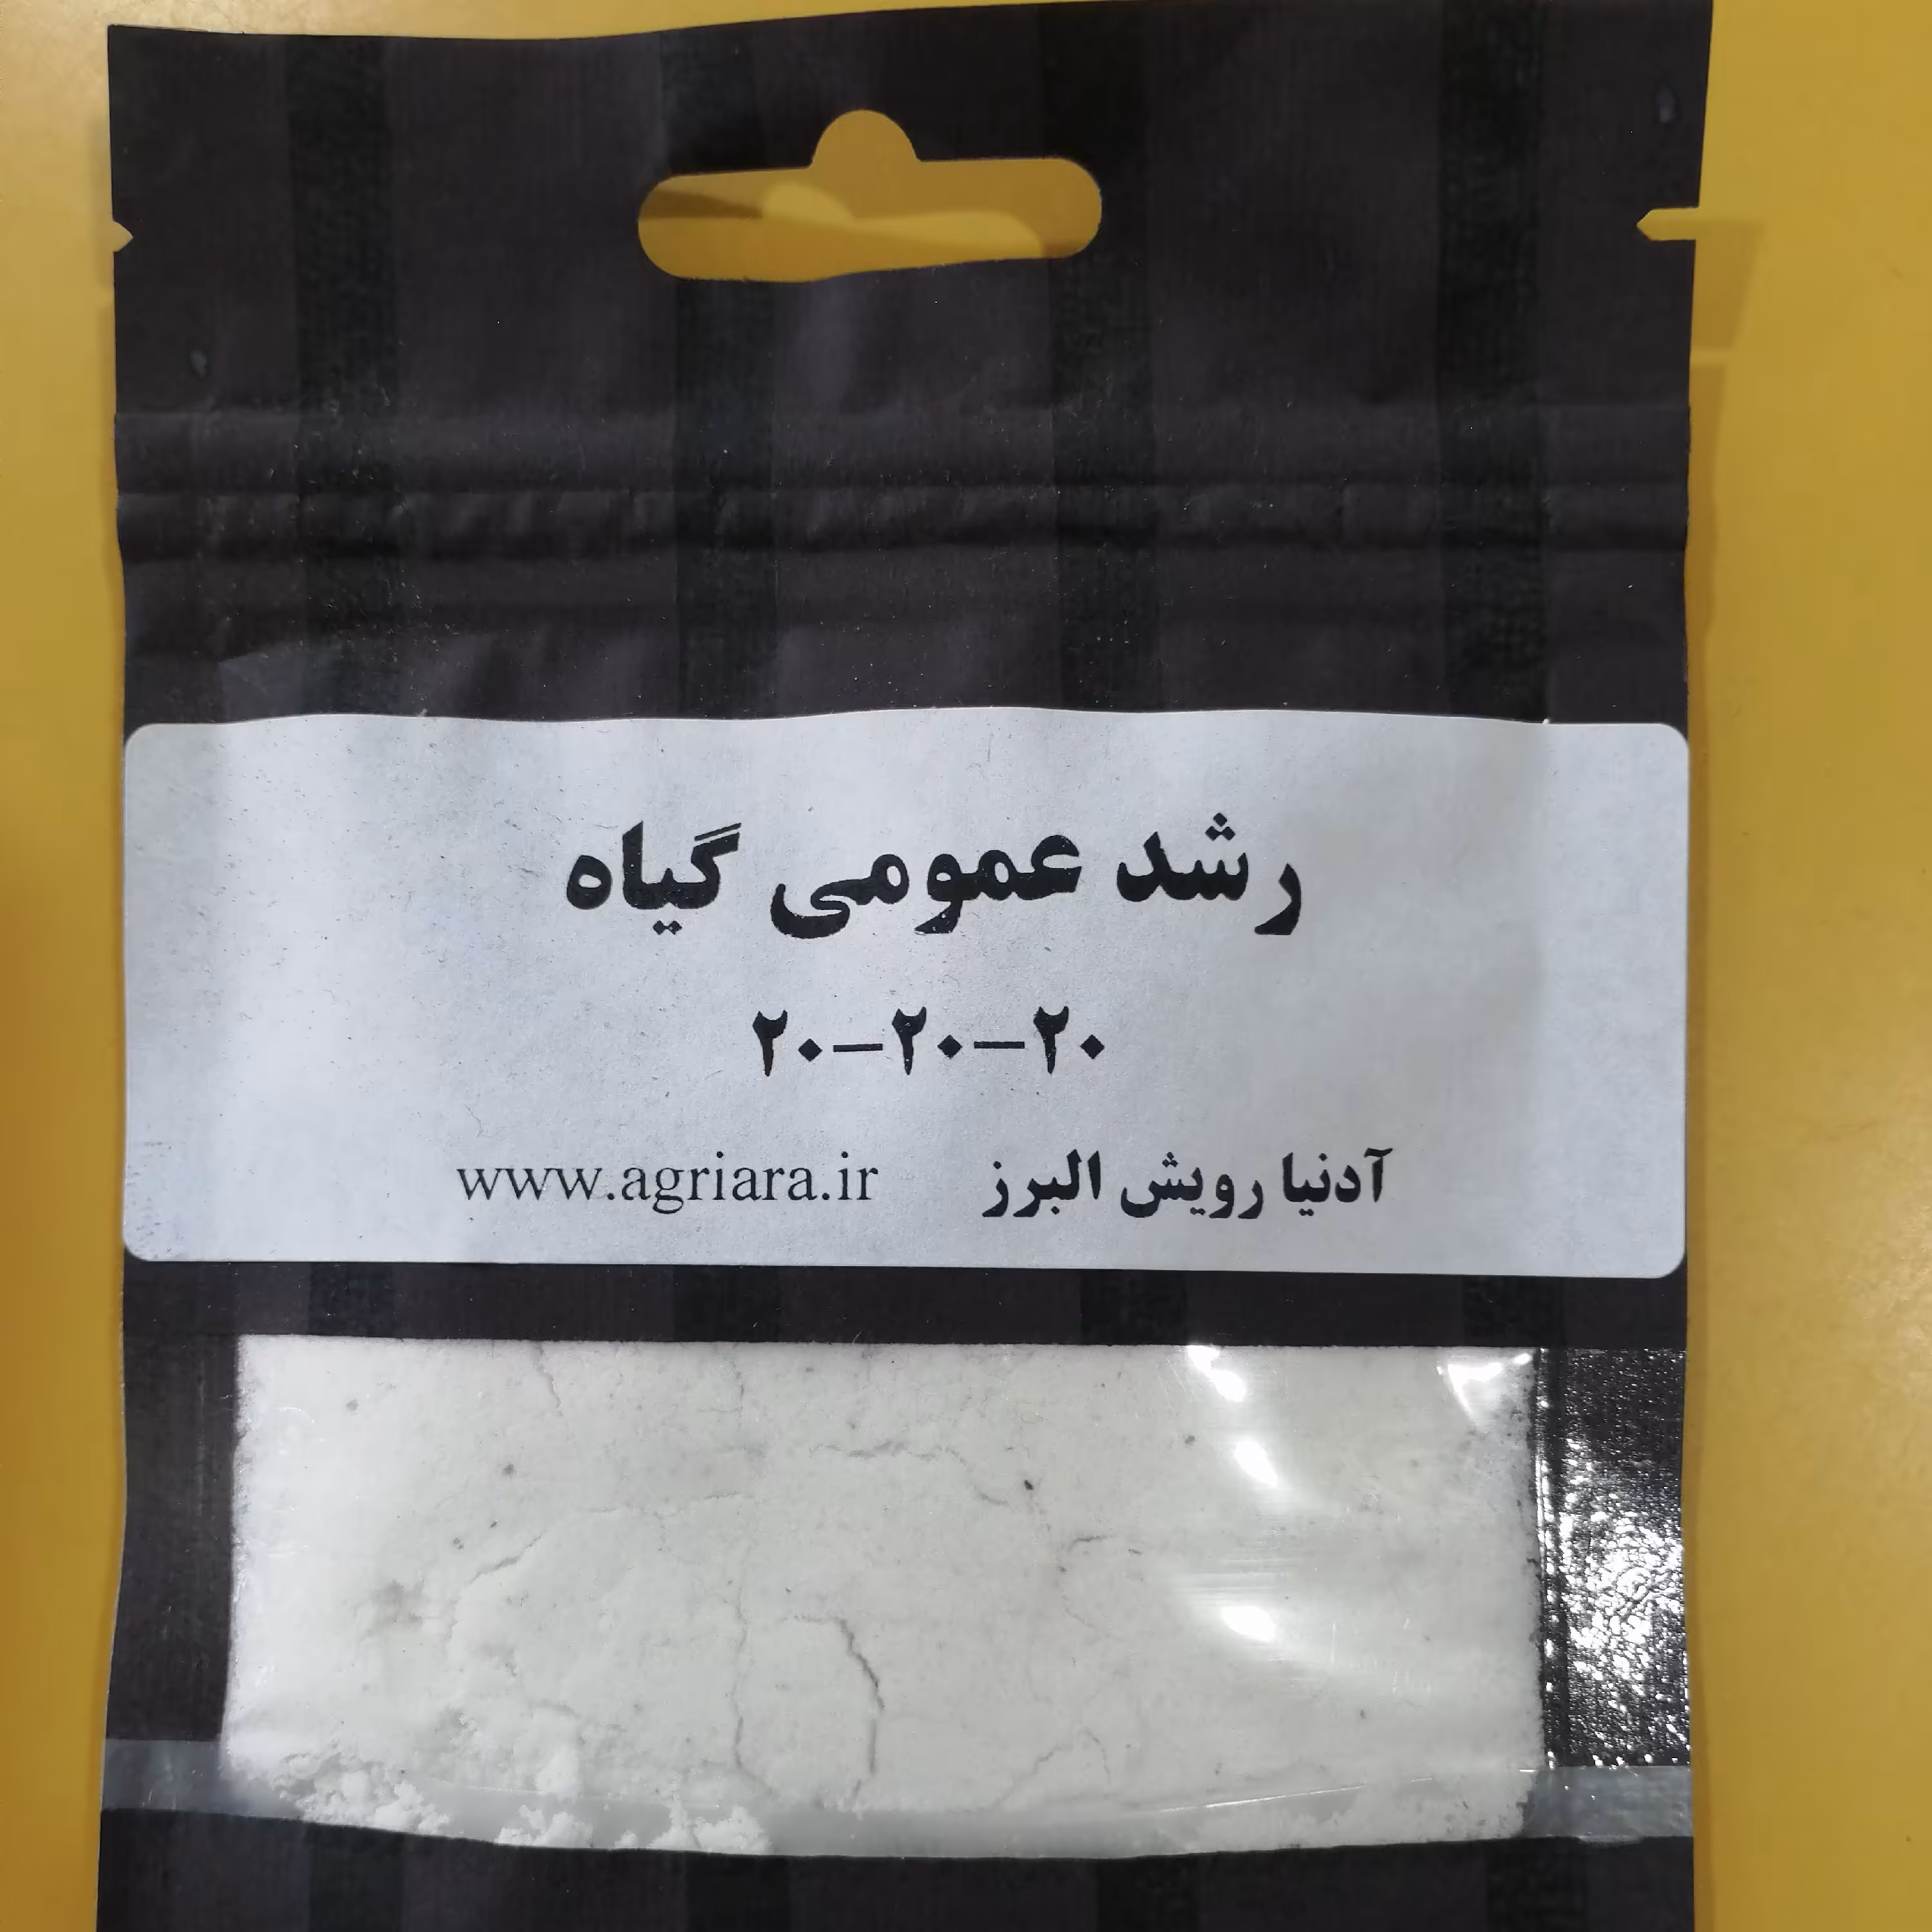 رشد عمومی گیاه
۲۰-۲۰-۲۰
آدنیا رویش البرز www.agriara.ir